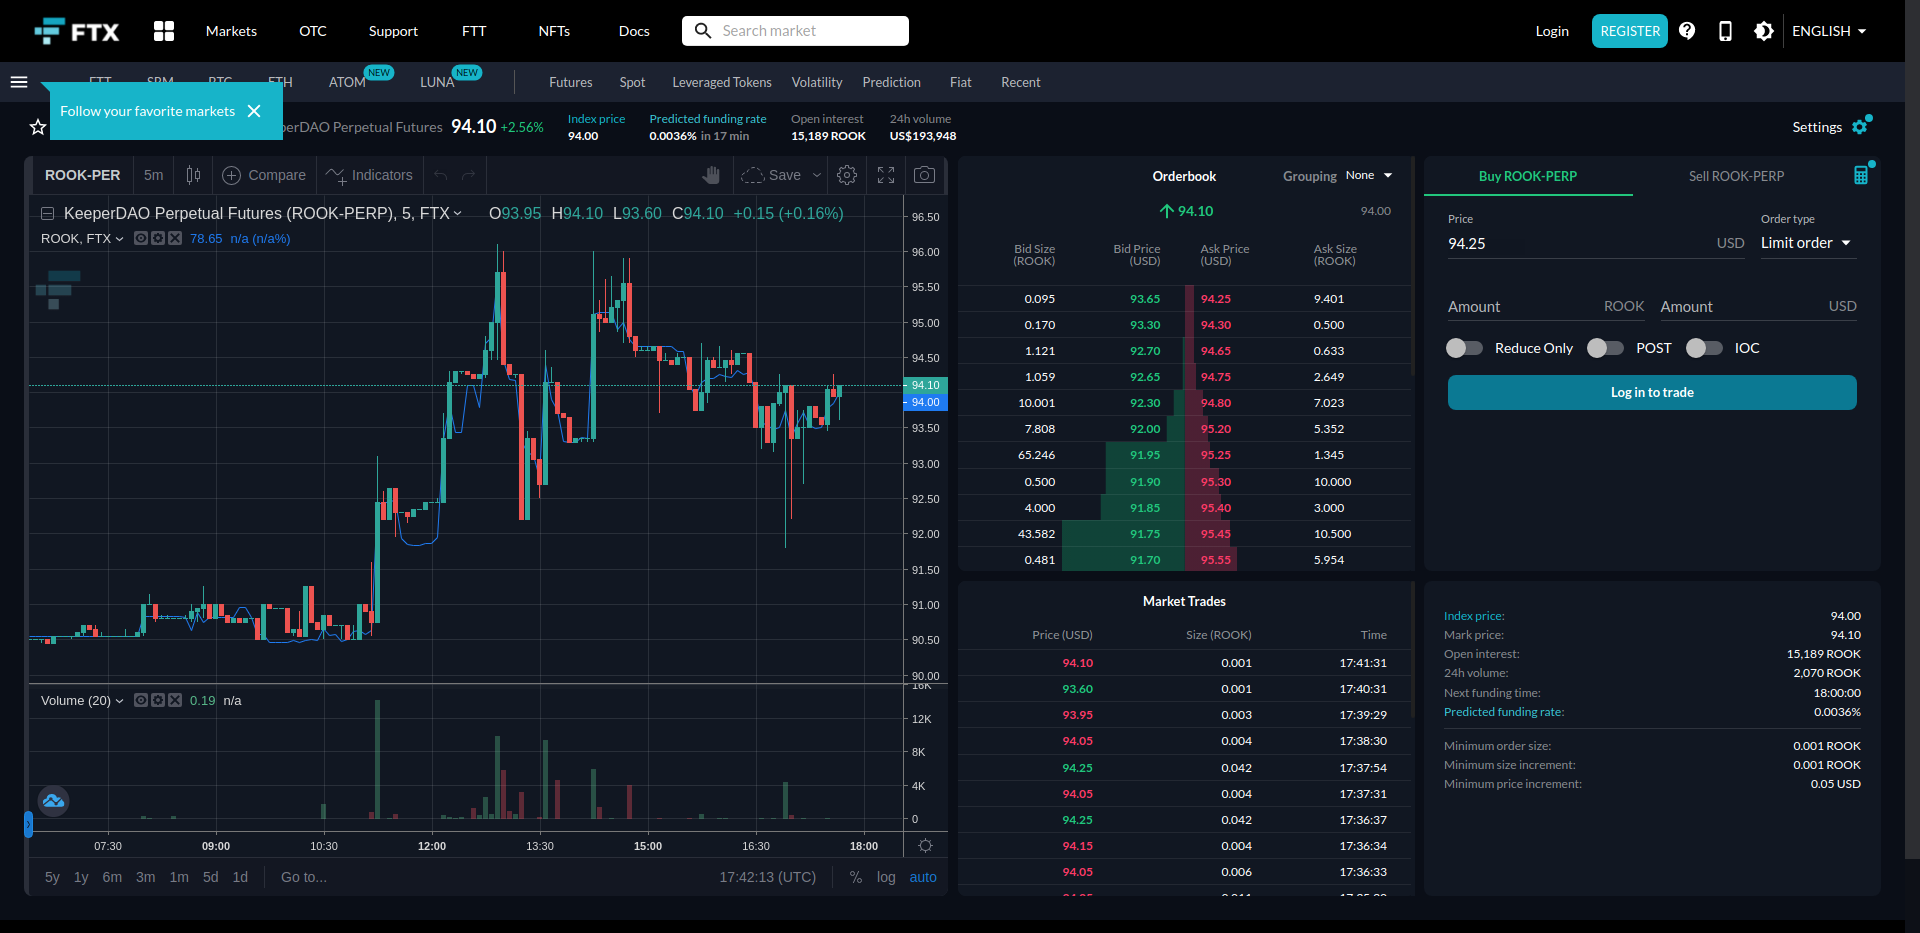 FTX
Markets
OTC
Support
FTT
NFTs
Docs
Search market
Login
REGISTER
ENGLISH
ATOM NEW
LUNA NEW
Futures
Spot
Leveraged Tokens
Volatility
Prediction
Fiat
Recent
Follow your favorite markets
DAO Perpetual Futures
94.10 +2.56%
Index price
94.00
Predicted funding rate
0.0036% in 17 min
Open interest
15,189 ROOK
24h volume
US$193,948
Settings
ROOK-PER
5m
Compare
Indicators
Save
KeeperDAO Perpetual Futures (ROOK-PERP), 5, FTX O93.95 H94.10 L93.60 C94.10 +0.15 (+0.16%)
ROOK, FTX 78.65 n/a (n/a%)
96.50
96.00
95.50
95.00
94.50
94.10
94.00
93.50
93.00
92.50
92.00
91.50
91.00
90.50
90.00
Volume (20) 0.19 n/a
16K
12K
8K
4K
0
07:30 09:00 10:30 12:00 13:30 15:00 16:30 18:00
5y 1y 6m 3m 1m 5d 1d Go to... 17:42:13 (UTC) % log auto
Orderbook
Grouping None
94.10
94.00
Bid Size (ROOK) Bid Price (USD) Ask Price (USD) Ask Size (ROOK)
0.095 93.65 94.25 9.401
0.170 93.30 94.30 0.500
1.121 92.70 94.65 0.633
1.059 92.65 94.75 2.649
10.001 92.30 94.80 7.023
7.808 92.00 95.20 5.352
65.246 91.95 95.25 1.345
0.500 91.90 95.30 10.000
4.000 91.85 95.40 3.000
43.582 91.75 95.45 10.500
0.481 91.70 95.55 5.954
Market Trades
Price (USD) Size (ROOK) Time
94.10 0.001 17:41:31
93.60 0.001 17:40:31
93.95 0.003 17:39:29
94.05 0.004 17:38:30
94.25 0.042 17:37:54
94.05 0.004 17:37:31
94.25 0.042 17:36:37
94.15 0.004 17:36:34
94.05 0.006 17:36:33
Buy ROOK-PERP
Sell ROOK-PERP
Price
94.25 USD
Order type
Limit order
Amount ROOK
Amount USD
Reduce Only
POST
IOC
Log in to trade
Index price: 94.00
Mark price: 94.10
Open interest: 15,189 ROOK
24h volume: 2,070 ROOK
Next funding time: 18:00:00
Predicted funding rate: 0.0036%
Minimum order size: 0.001 ROOK
Minimum size increment: 0.001 ROOK
Minimum price increment: 0.05 USD